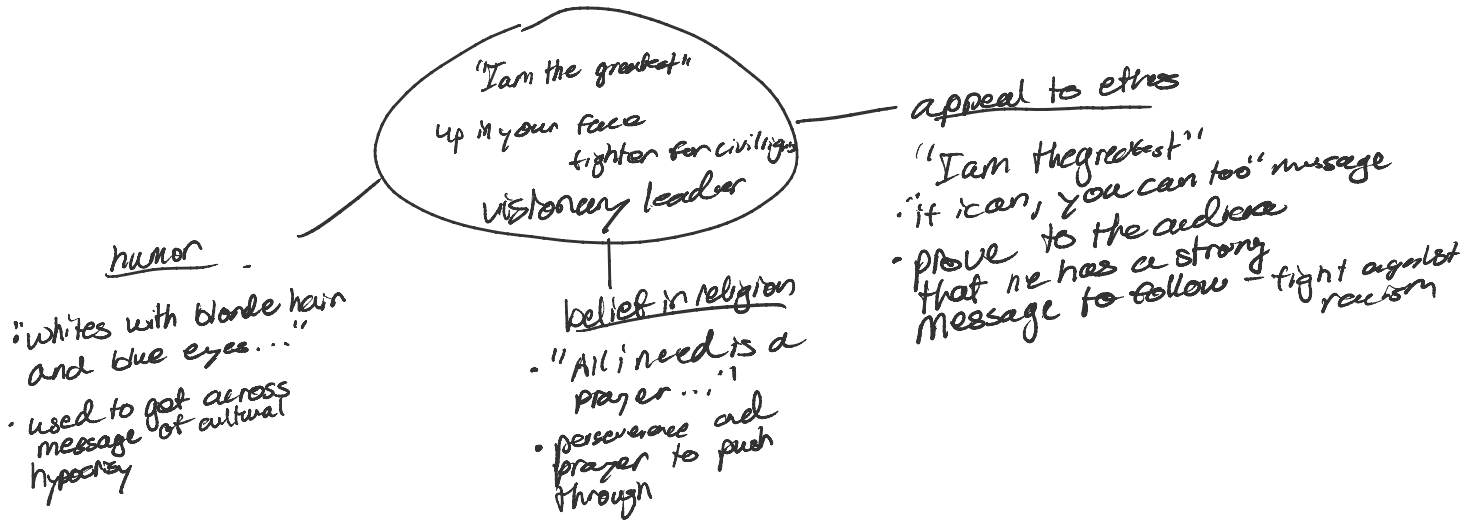 "I am the greatest"
up in your face
fighter for civil rights
visionary leader
appeal to ethos
"I am the greatest"
• "if i can, you can too" message
• prove to the audience
that he has a strong
message to follow – fight against
racism
humor
• "whites with blonde hair
and blue eyes..."
• used to get across
message of cultural
hypocrisy
belief in religion
• "All i need is a
prayer..."
• perseverence and
prayer to push
through